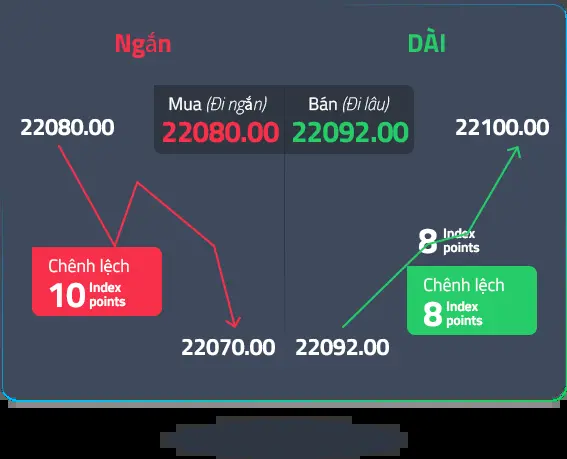 Ngắn
DÀI
Mua (Đi ngắn)
22080.00
Bán (Đi lâu)
22092.00
22080.00
22100.00
Chênh lệch
10 Index points
8 Index points
Chênh lệch
8 Index points
22070.00
22092.00